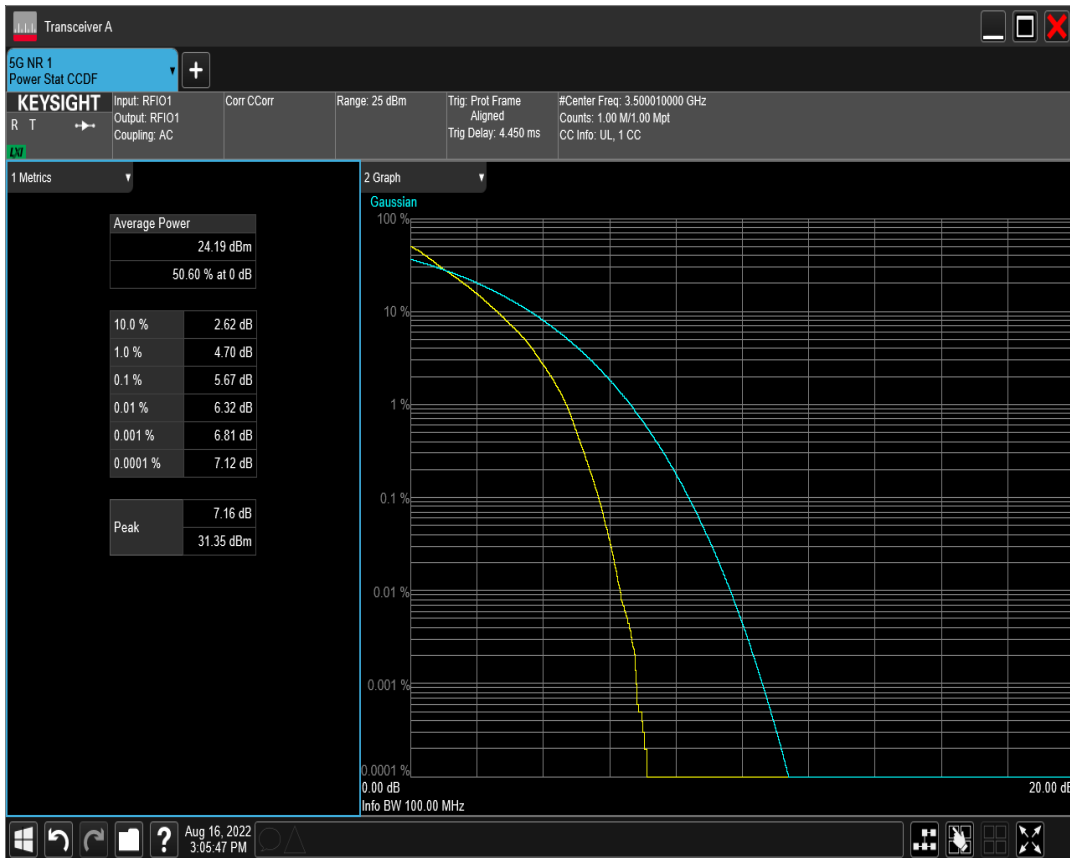 Transceiver A
5G NR 1
Power Stat CCDF
KEYSIGHT
R T
LXI
Input: RFIO1
Output: RFIO1
Coupling: AC
Corr CCorr
Range: 25 dBm
Trig: Prot Frame
Aligned
Trig Delay: 4.450 ms
#Center Freq: 3.500010000 GHz
Counts: 1.00 M/1.00 Mpt
CC Info: UL, 1 CC
1 Metrics
Average Power
24.19 dBm
50.60 % at 0 dB
10.0 % 2.62 dB
1.0 % 4.70 dB
0.1 % 5.67 dB
0.01 % 6.32 dB
0.001 % 6.81 dB
0.0001 % 7.12 dB
Peak
7.16 dB
31.35 dBm
2 Graph
Gaussian
100 %
10 %
1 %
0.1 %
0.01 %
0.001 %
0.0001 %
0.00 dB 20.00 dB
Info BW 100.00 MHz
? Aug 16, 2022
3:05:47 PM